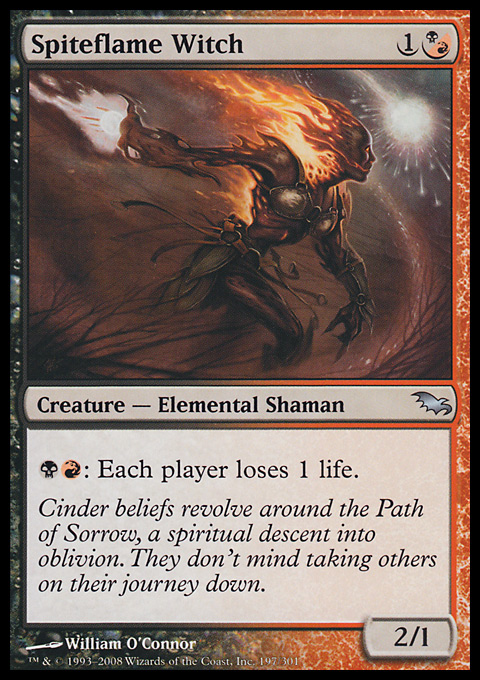 Spiteflame Witch 1
Creature — Elemental Shaman
: Each player loses 1 life.
Cinder beliefs revolve around the Path
of Sorrow, a spiritual descent into
oblivion. They don't mind taking others
on their journey down.
William O'Connor
2/1
™ & © 1993–2008 Wizards of the Coast, Inc. 197/301